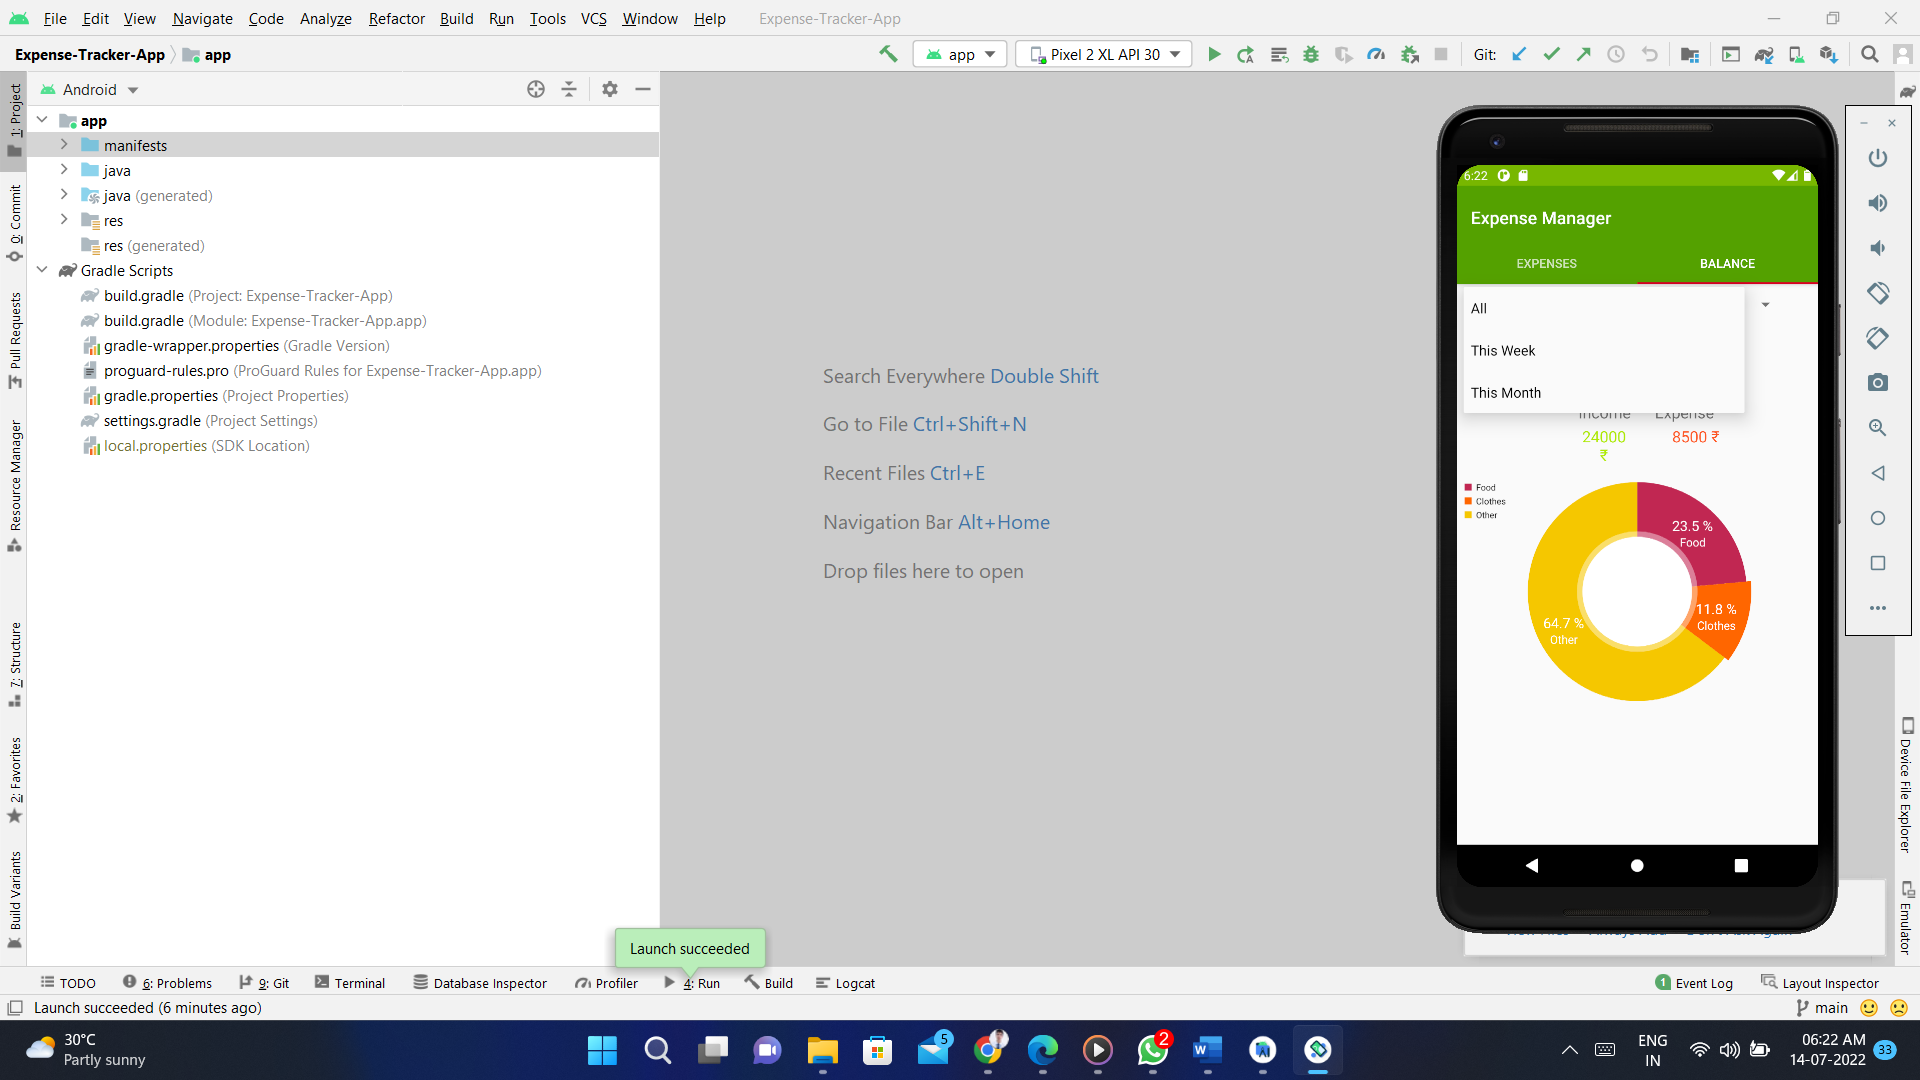 File Edit View Navigate Code Analyze Refactor Build Run Tools VCS Window Help Expense-Tracker-App
Expense-Tracker-App app
app Pixel 2 XL API 30 Git:
1: Project
0: Commit
Pull Requests
Resource Manager
7: Structure
2: Favorites
Build Variants
Android
app
manifests
java
java (generated)
res
res (generated)
Gradle Scripts
build.gradle (Project: Expense-Tracker-App)
build.gradle (Module: Expense-Tracker-App.app)
gradle-wrapper.properties (Gradle Version)
proguard-rules.pro (ProGuard Rules for Expense-Tracker-App.app)
gradle.properties (Project Properties)
settings.gradle (Project Settings)
local.properties (SDK Location)
Search Everywhere Double Shift
Go to File Ctrl+Shift+N
Recent Files Ctrl+E
Navigation Bar Alt+Home
Drop files here to open
6:22
Expense Manager
EXPENSES BALANCE
All
This Week
This Month
Income Expense
24000 8500 ₹
₹
Food
Clothes
Other
23.5 %
Food
11.8 %
Clothes
64.7 %
Other
Device File Explorer
Emulator
Launch succeeded
TODO 6: Problems 9: Git Terminal Database Inspector Profiler 4: Run Build Logcat 1 Event Log Layout Inspector
Launch succeeded (6 minutes ago) main
30°C
Partly sunny
5
2
ENG
IN
06:22 AM
14-07-2022
33